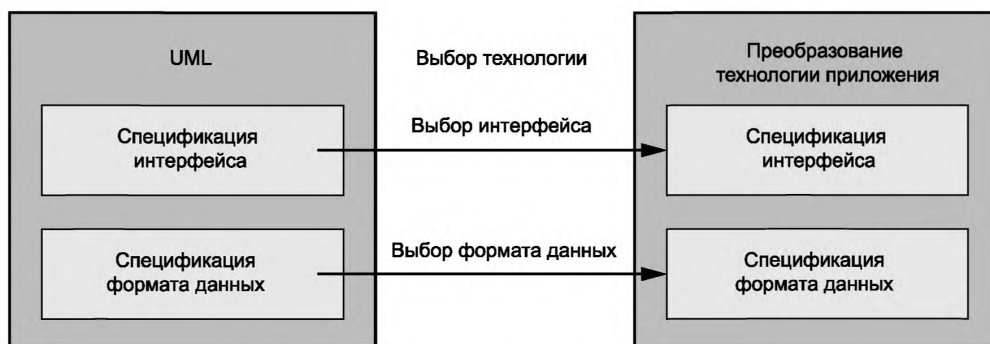 UML
Выбор технологии
Преобразование
технологии приложения
Спецификация
интерфейса
Выбор интерфейса
Спецификация
интерфейса
Спецификация
формата данных
Выбор формата данных
Спецификация
формата данных